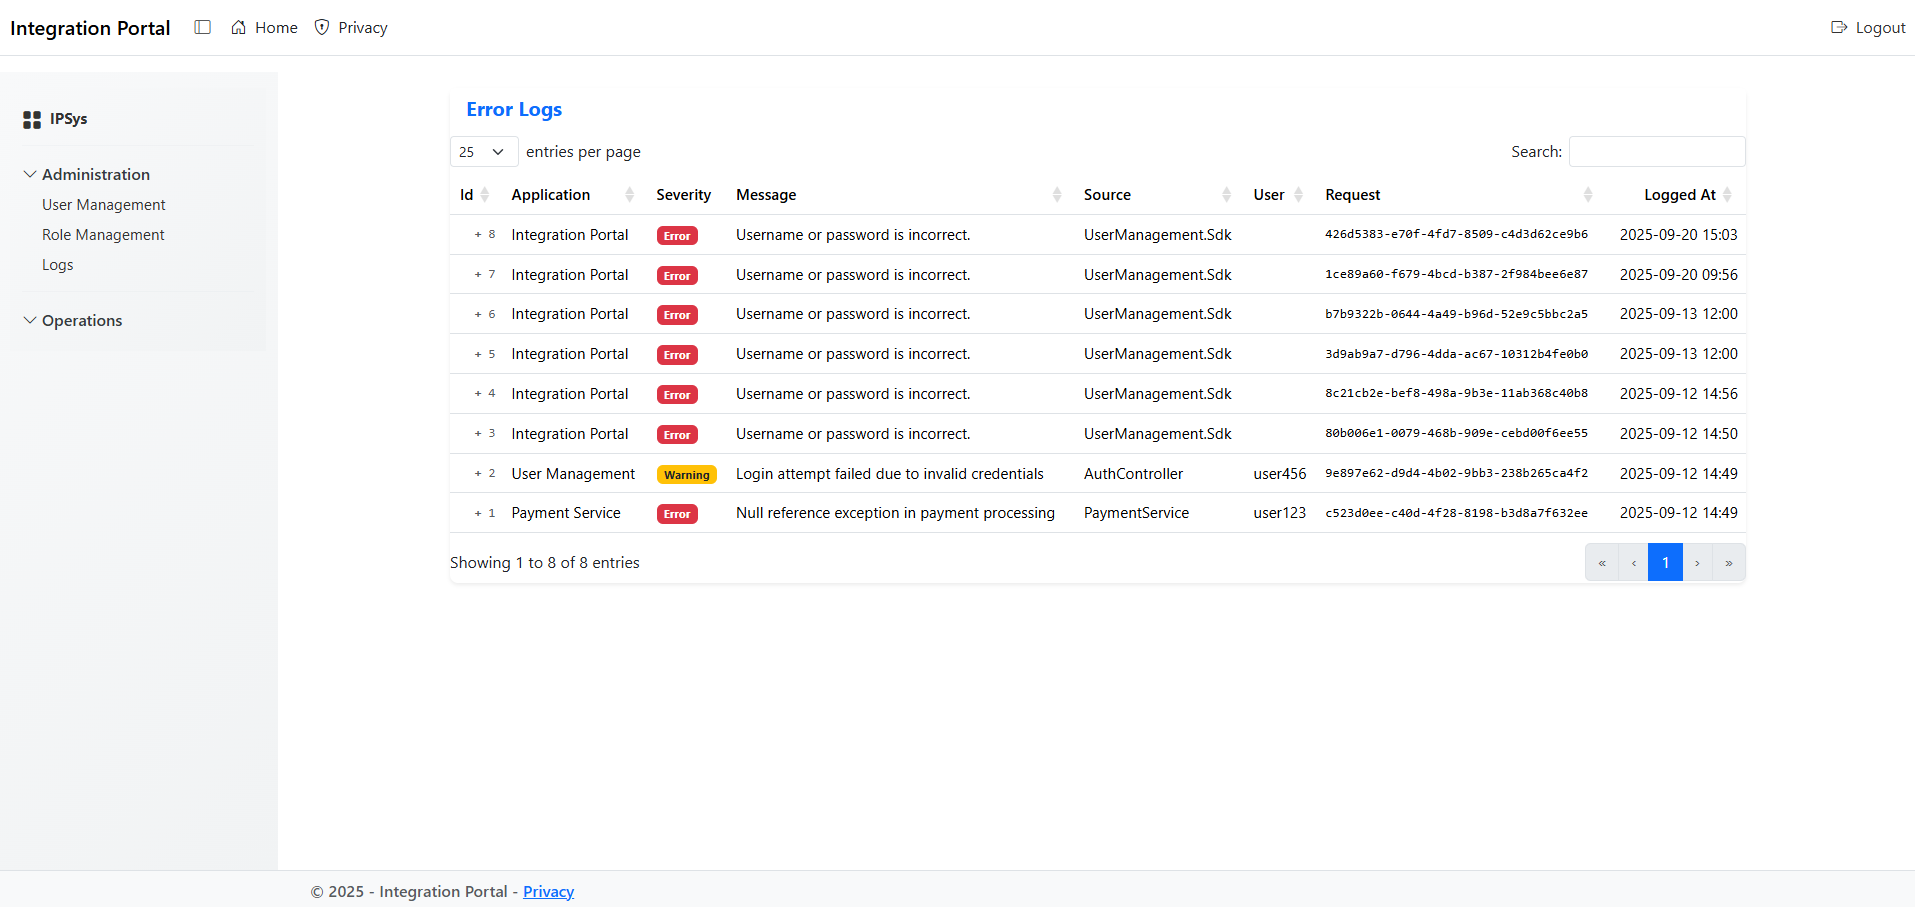 Integration Portal Home Privacy Logout
IPSys
Administration
User Management
Role Management
Logs
Operations
Error Logs
25 entries per page Search:
Id Application Severity Message Source User Request Logged At
+ 8 Integration Portal Error Username or password is incorrect. UserManagement.Sdk 426d5383-e70f-4fd7-8509-c4d3d62ce9b6 2025-09-20 15:03
+ 7 Integration Portal Error Username or password is incorrect. UserManagement.Sdk 1ce89a60-f679-4bcd-b387-2f984bee6e87 2025-09-20 09:56
+ 6 Integration Portal Error Username or password is incorrect. UserManagement.Sdk b7b9322b-0644-4a49-b96d-52e9c5bbc2a5 2025-09-13 12:00
+ 5 Integration Portal Error Username or password is incorrect. UserManagement.Sdk 3d9ab9a7-d796-4dda-ac67-10312b4fe0b0 2025-09-13 12:00
+ 4 Integration Portal Error Username or password is incorrect. UserManagement.Sdk 8c21cb2e-bef8-498a-9b3e-11ab368c40b8 2025-09-12 14:56
+ 3 Integration Portal Error Username or password is incorrect. UserManagement.Sdk 80b006e1-0079-468b-909e-cebd00f6ee55 2025-09-12 14:50
+ 2 User Management Warning Login attempt failed due to invalid credentials AuthController user456 9e897e62-d9d4-4b02-9bb3-238b265ca4f2 2025-09-12 14:49
+ 1 Payment Service Error Null reference exception in payment processing PaymentService user123 c523d0ee-c40d-4f28-8198-b3d8a7f632ee 2025-09-12 14:49
Showing 1 to 8 of 8 entries « ‹ 1 › »
© 2025 - Integration Portal - Privacy